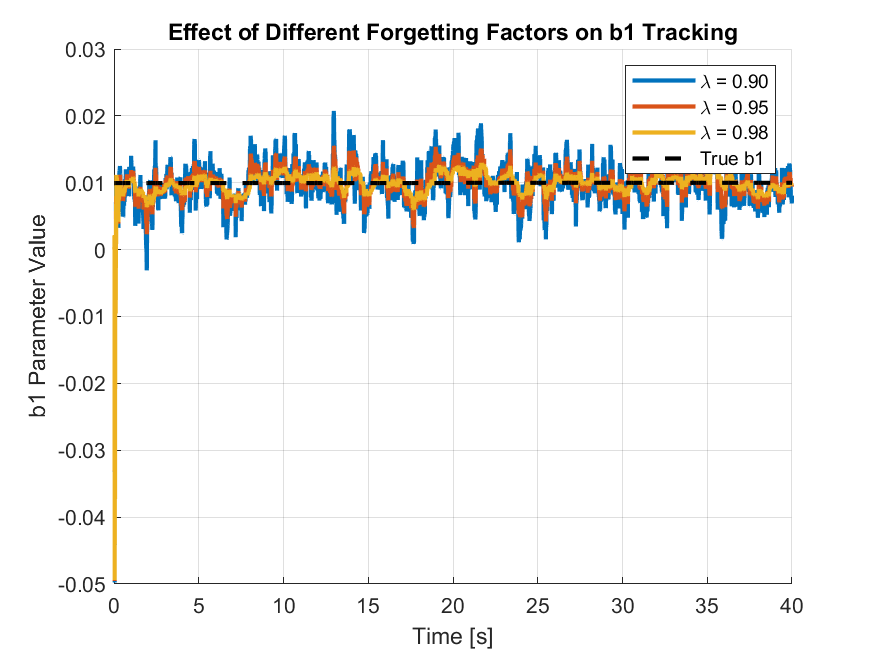 Effect of Different Forgetting Factors on b1 Tracking
λ = 0.90
λ = 0.95
λ = 0.98
True b1
b1 Parameter Value
0.03
0.02
0.01
0
-0.01
-0.02
-0.03
-0.04
-0.05
0 5 10 15 20 25 30 35 40
Time [s]